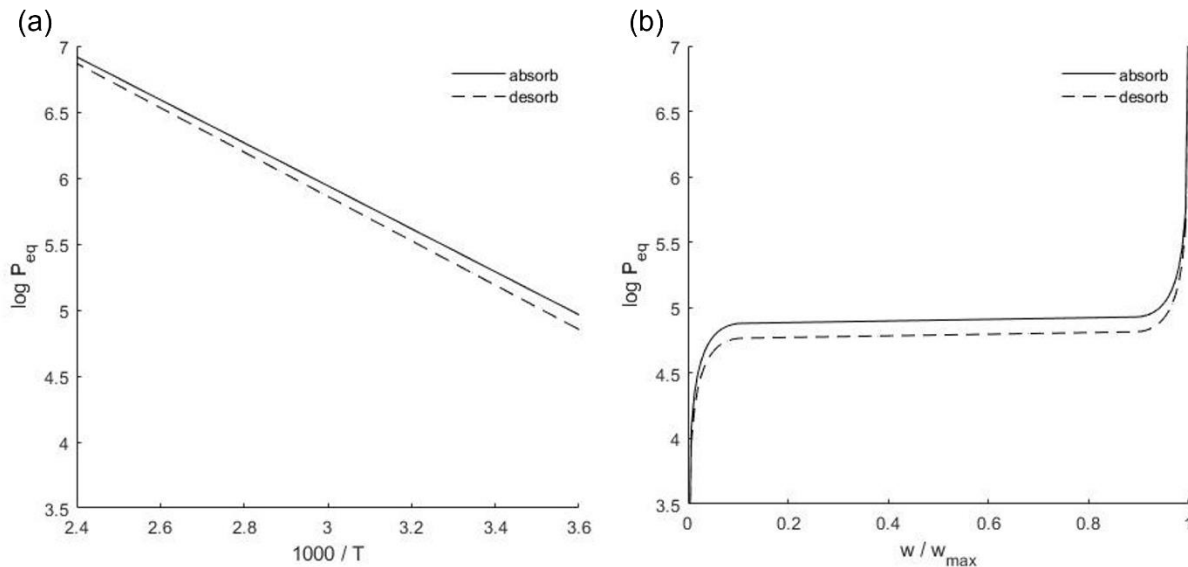 (a)
7
6.5
6
5.5
5
4.5
4
3.5
log P_eq
2.4 2.6 2.8 3 3.2 3.4 3.6
1000 / T
absorb
desorb
(b)
7
6.5
6
5.5
5
4.5
4
3.5
log P_eq
0 0.2 0.4 0.6 0.8 1
w / w_max
absorb
desorb